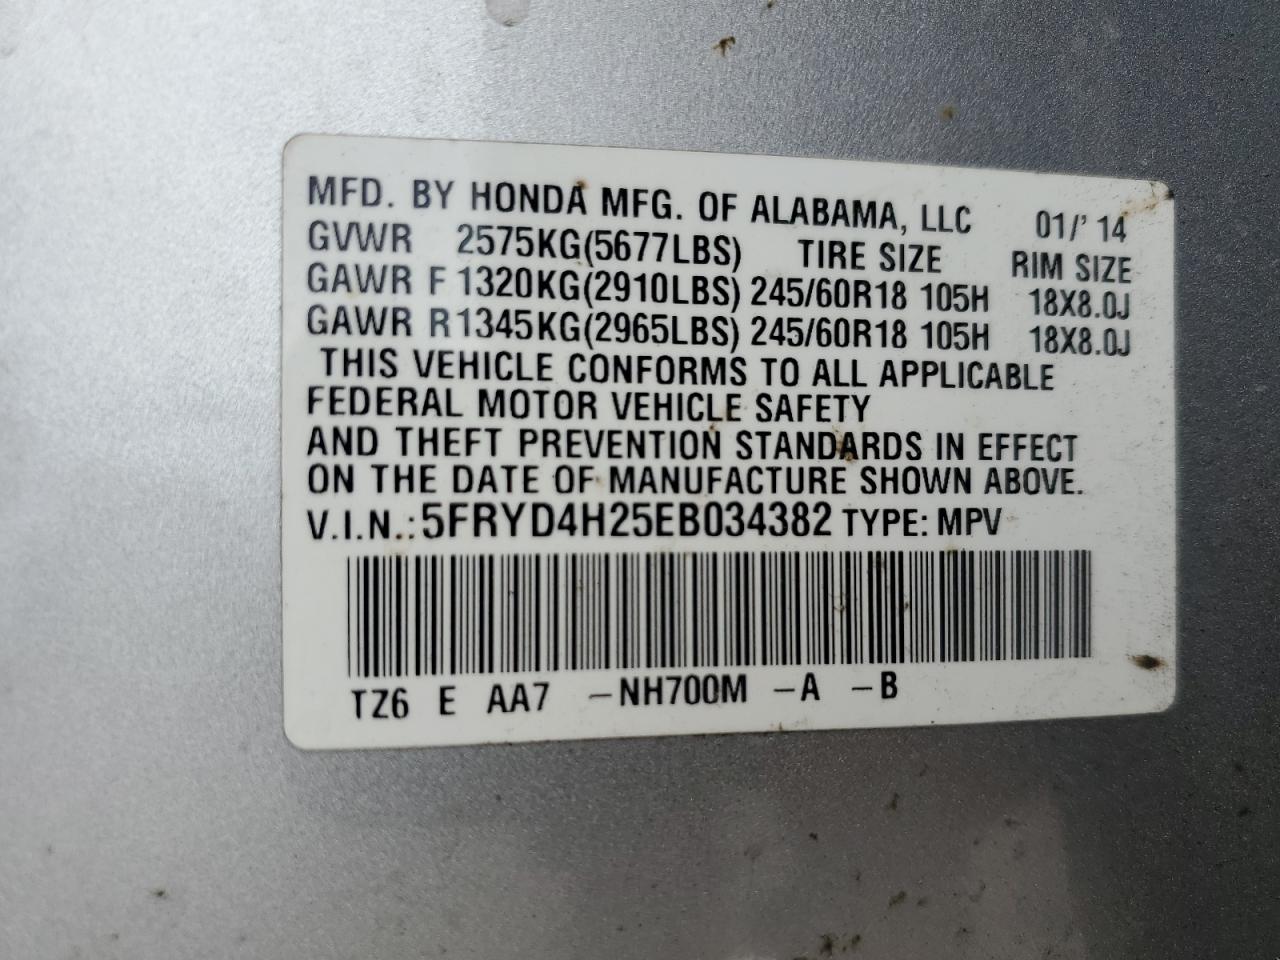 MFD. BY HONDA MFG. OF ALABAMA, LLC 01/'14
GVWR 2575KG(5677LBS) TIRE SIZE RIM SIZE
GAWR F 1320KG(2910LBS) 245/60R18 105H 18X8.0J
GAWR R 1345KG(2965LBS) 245/60R18 105H 18X8.0J
THIS VEHICLE CONFORMS TO ALL APPLICABLE
FEDERAL MOTOR VEHICLE SAFETY
AND THEFT PREVENTION STANDARDS IN EFFECT
ON THE DATE OF MANUFACTURE SHOWN ABOVE.
V.I.N.: 5FRYD4H25EB034382 TYPE: MPV
TZ6 E AA7 –NH700M –A –B